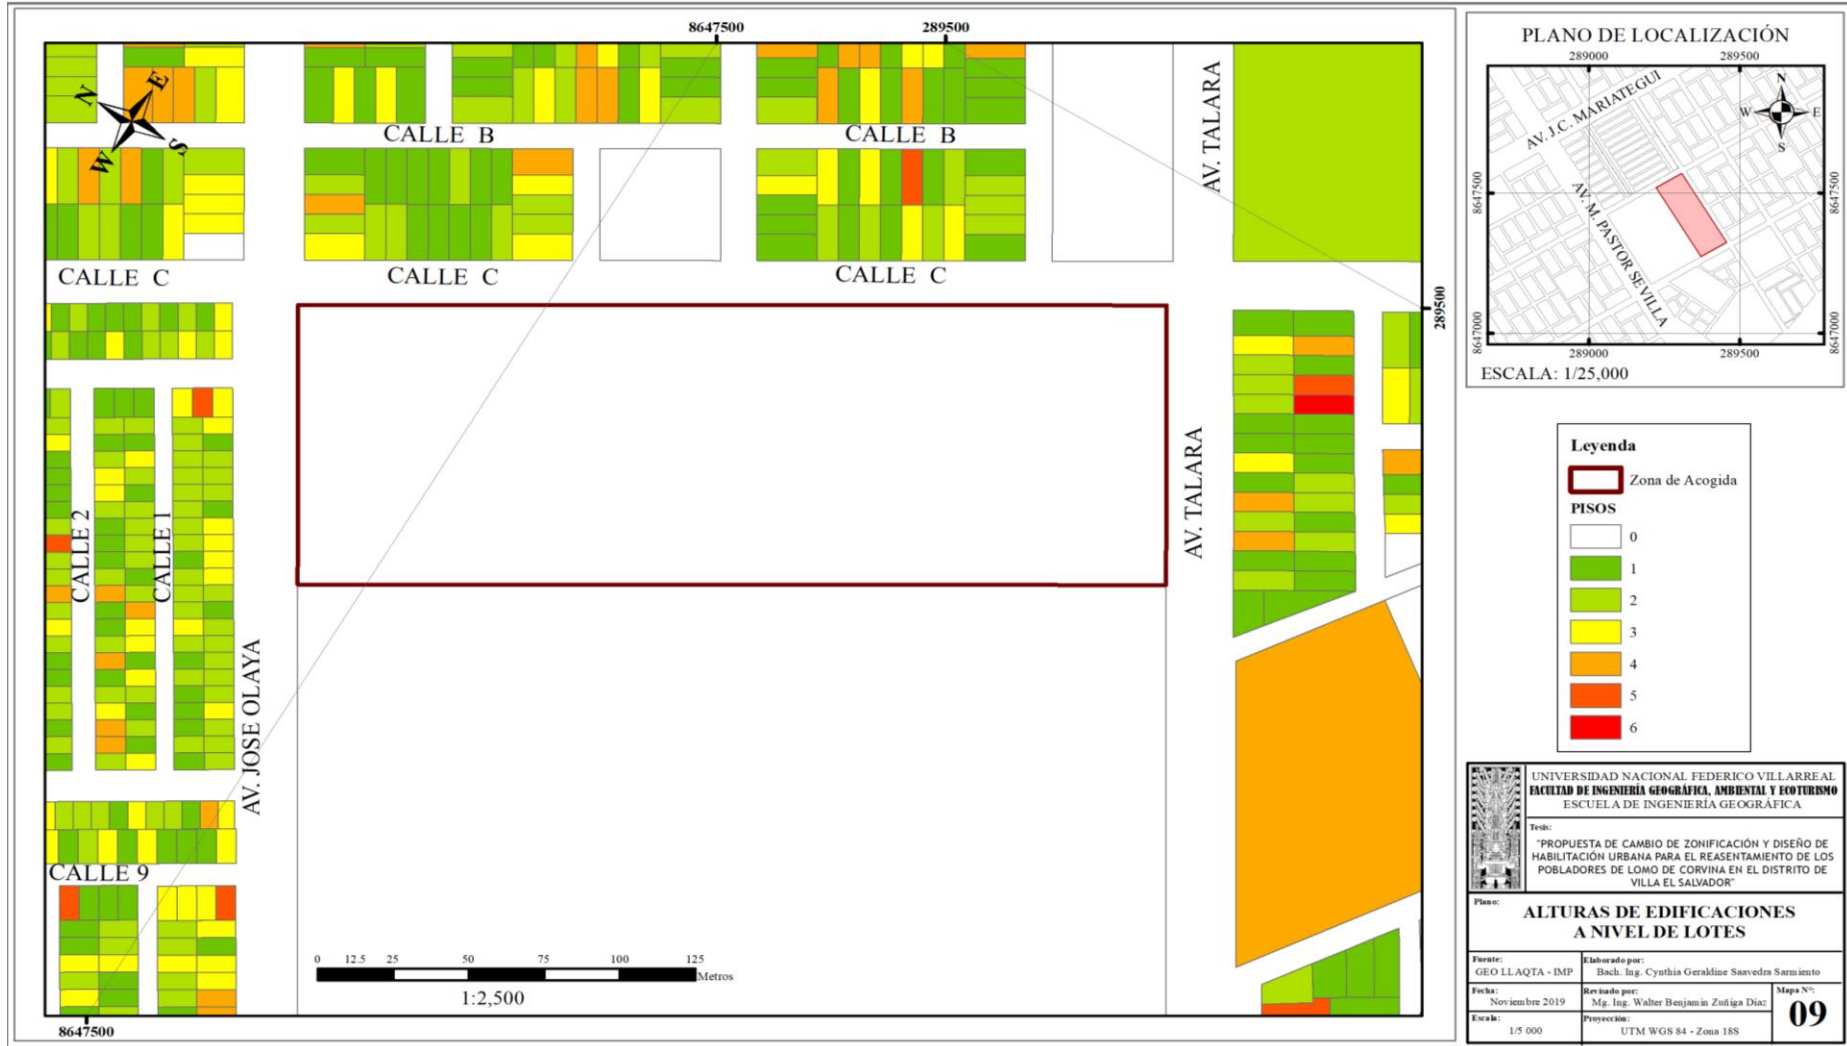 8647500
289500
N
E
W
S
CALLE B
CALLE B
AV. TALARA
CALLE C
CALLE C
CALLE C
289500
AV. TALARA
CALLE 2
CALLE 1
AV. JOSE OLAYA
CALLE 9
0 12.5 25 50 75 100 125
Metros
1:2,500
8647500
PLANO DE LOCALIZACIÓN
289000 289500
AV. J.C. MARIATEGUI
N
W E
S
8647500 8647500
AV. M. PASTOR SEVILLA
8647000 8647000
289000 289500
ESCALA: 1/25,000
Leyenda
Zona de Acogida
PISOS
0
1
2
3
4
5
6
UNIVERSIDAD NACIONAL FEDERICO VILLARREAL
FACULTAD DE INGENIERÍA GEOGRÁFICA, AMBIENTAL Y ECOTURISMO
ESCUELA DE INGENIERÍA GEOGRÁFICA
Tesis:
"PROPUESTA DE CAMBIO DE ZONIFICACIÓN Y DISEÑO DE
HABILITACIÓN URBANA PARA EL REASENTAMIENTO DE LOS
POBLADORES DE LOMO DE CORVINA EN EL DISTRITO DE
VILLA EL SALVADOR"
Plano:
ALTURAS DE EDIFICACIONES
A NIVEL DE LOTES
Fuente:
GEO LLAQTA - IMP
Elaborado por:
Bach. Ing. Cynthia Geraldine Saavedra Sarmiento
Fecha:
Noviembre 2019
Revisado por:
Mg. Ing. Walter Benjamin Zuñiga Diaz
Mapa N°:
09
Escala:
1/5 000
Proyección:
UTM WGS 84 - Zona 18S